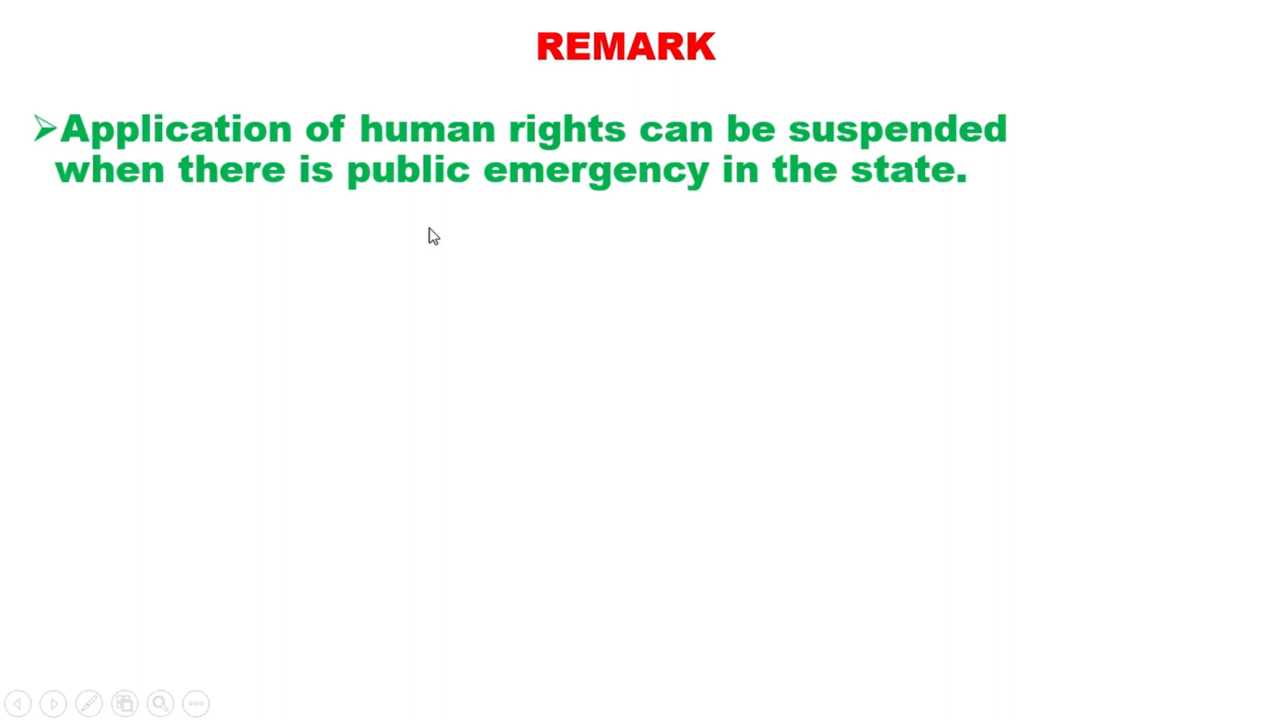 REMARK
➢Application of human rights can be suspended
when there is public emergency in the state.